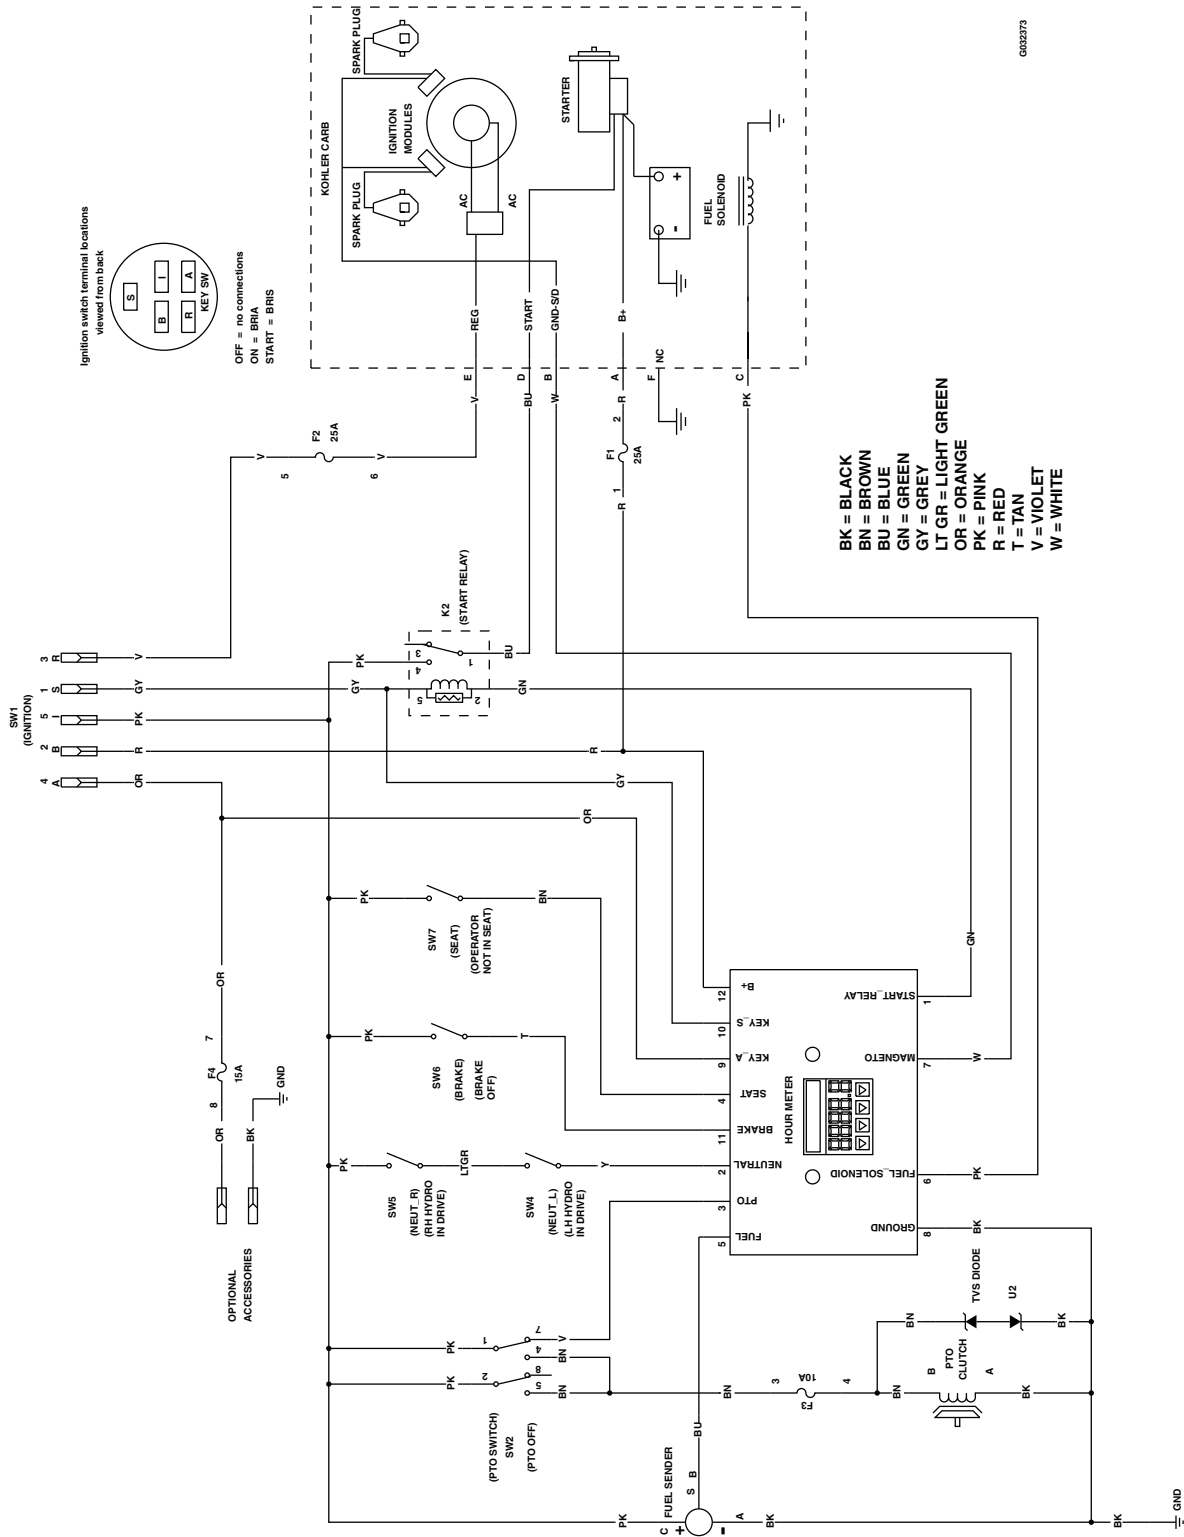 SW1
(IGNITION)
3 R
1 S
5 I
2 B
4 A
V
GY
PK
R
OR
Ignition switch terminal locations
viewed from back
S
B
I
R
A
KEY SW
OFF = no connections
ON = BRIA
START = BRIS
V
5
F2
25A
6
V
KOHLER CARB
SPARK PLUG
SPARK PLUG
IGNITION
MODULES
AC
AC
STARTER
FUEL
SOLENOID
+
-
REG
START
GND-S/D
B+
NC
E
D
B
A
F
C
V
BU
W
R
PK
2
F1
25A
1
R
G032373
PK
GY
K2
(START RELAY)
3
4
1
5
2
BU
GN
R
GY
OR
BK = BLACK
BN = BROWN
BU = BLUE
GN = GREEN
GY = GREY
LT GR = LIGHT GREEN
OR = ORANGE
PK = PINK
R = RED
T = TAN
V = VIOLET
W = WHITE
OR
7
F4
15A
8
OR
BK
GND
OPTIONAL
ACCESSORIES
PK
SW7
(SEAT)
(OPERATOR
NOT IN SEAT)
BN
PK
SW6
(BRAKE)
(BRAKE
OFF)
T
PK
SW5
(NEUT_R)
(RH HYDRO
IN DRIVE)
LTGR
SW4
(NEUT_L)
(LH HYDRO
IN DRIVE)
Y
HOUR METER
12 B+
10 KEY_S
9 KEY_A
4 SEAT
11 BRAKE
2 NEUTRAL
3 PTO
5 FUEL
START_RELAY 1
MAGNETO 7
FUEL_SOLENOID 6
GROUND 8
GN
W
PK
BK
PK
1
7
V
4
BN
PK
2
8
5
BN
(PTO SWITCH)
SW2
(PTO OFF)
BN
3
F3
10A
4
BN
BN
TVS DIODE
U2
BK
B
PTO
CLUTCH
A
BK
BU
PK
FUEL SENDER
C
+
S
B
-
A
BK
BK
GND